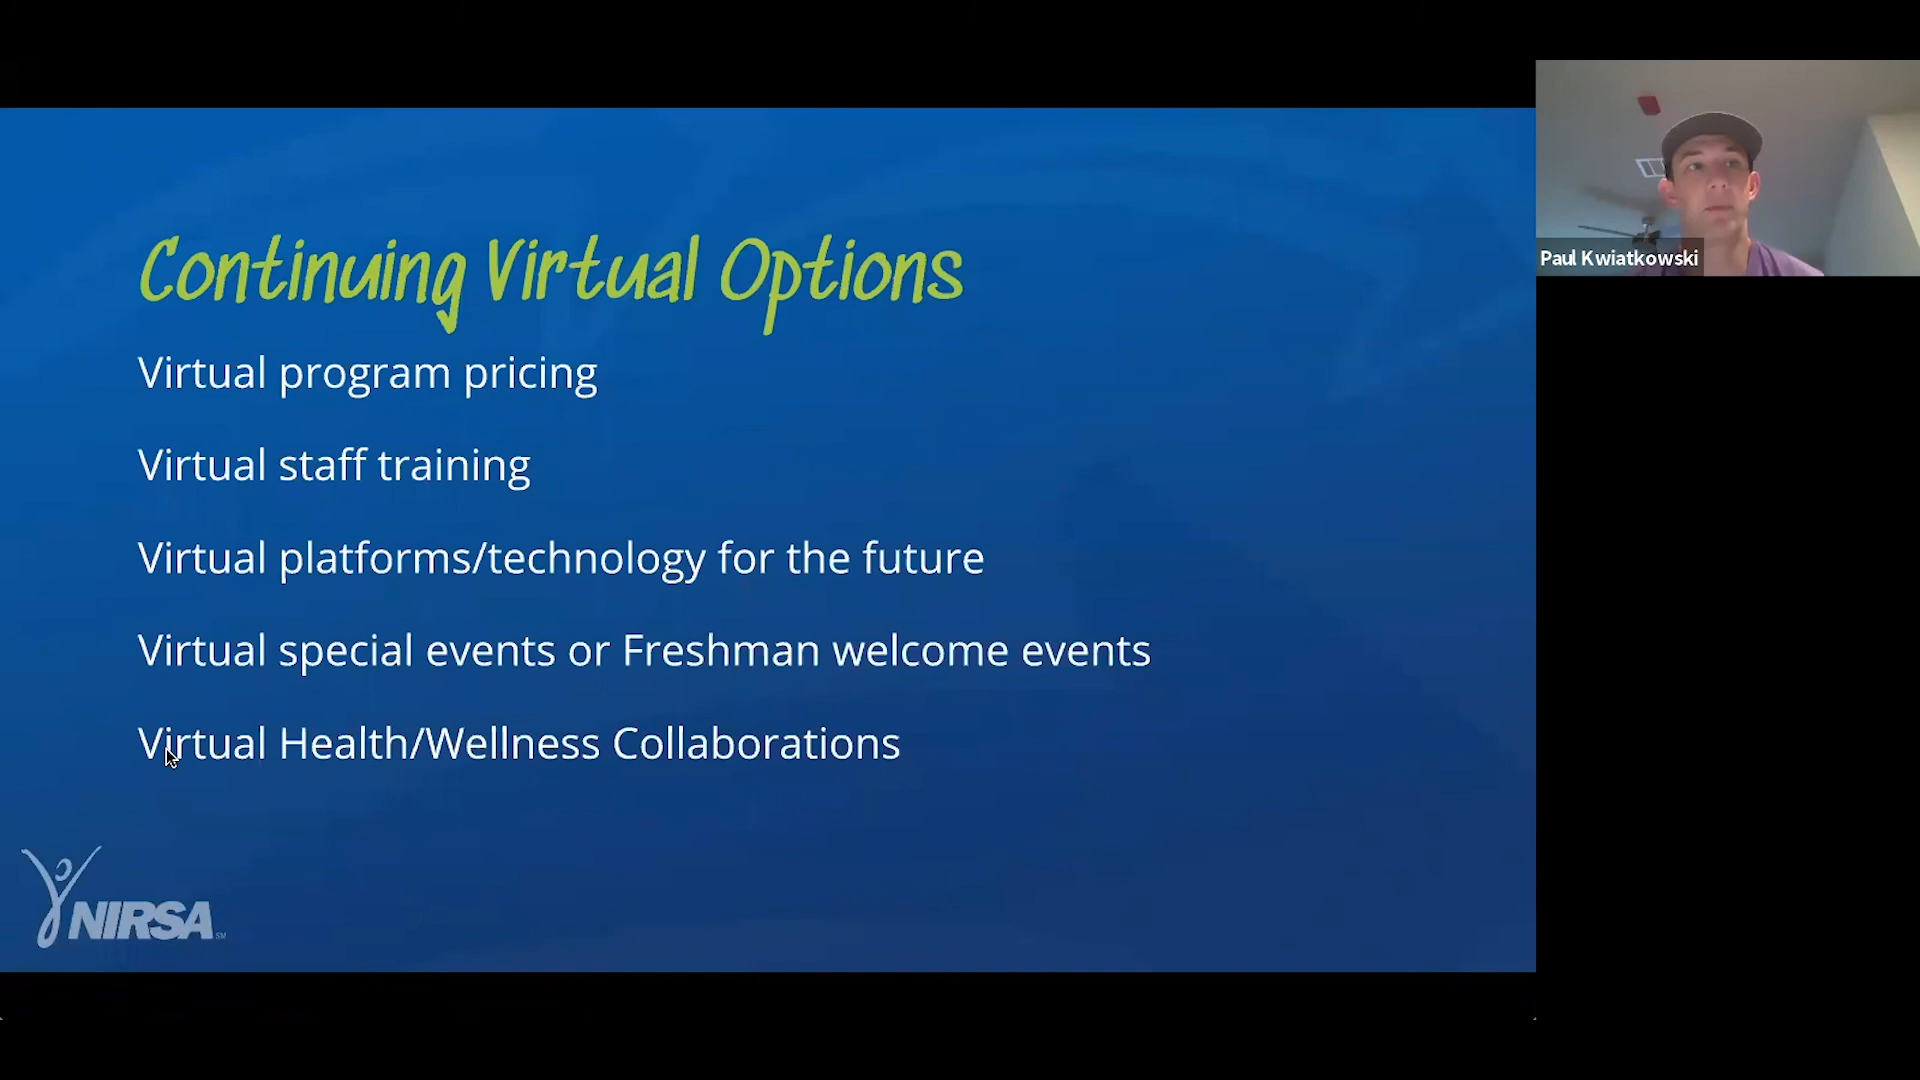 Continuing Virtual Options
Virtual program pricing
Virtual staff training
Virtual platforms/technology for the future
Virtual special events or Freshman welcome events
Virtual Health/Wellness Collaborations
NIRSA
SM
Paul Kwiatkowski